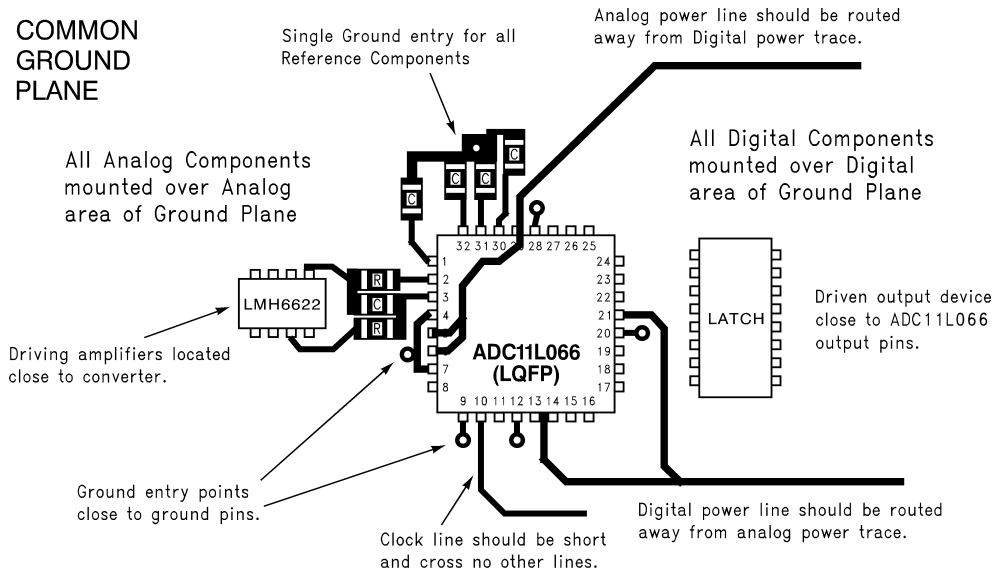 COMMON
GROUND
PLANE
Single Ground entry for all
Reference Components
Analog power line should be routed
away from Digital power trace.
All Analog Components
mounted over Analog
area of Ground Plane
All Digital Components
mounted over Digital
area of Ground Plane
C
C
C
C
32 31 30 29 28 27 26 25
1
2
3
4
7
8
24
23
22
21
20
19
18
17
R
C
R
LMH6622
ADC11L066
(LQFP)
9 10 11 12 13 14 15 16
LATCH
Driven output device
close to ADC11L066
output pins.
Driving amplifiers located
close to converter.
Ground entry points
close to ground pins.
Clock line should be short
and cross no other lines.
Digital power line should be routed
away from analog power trace.